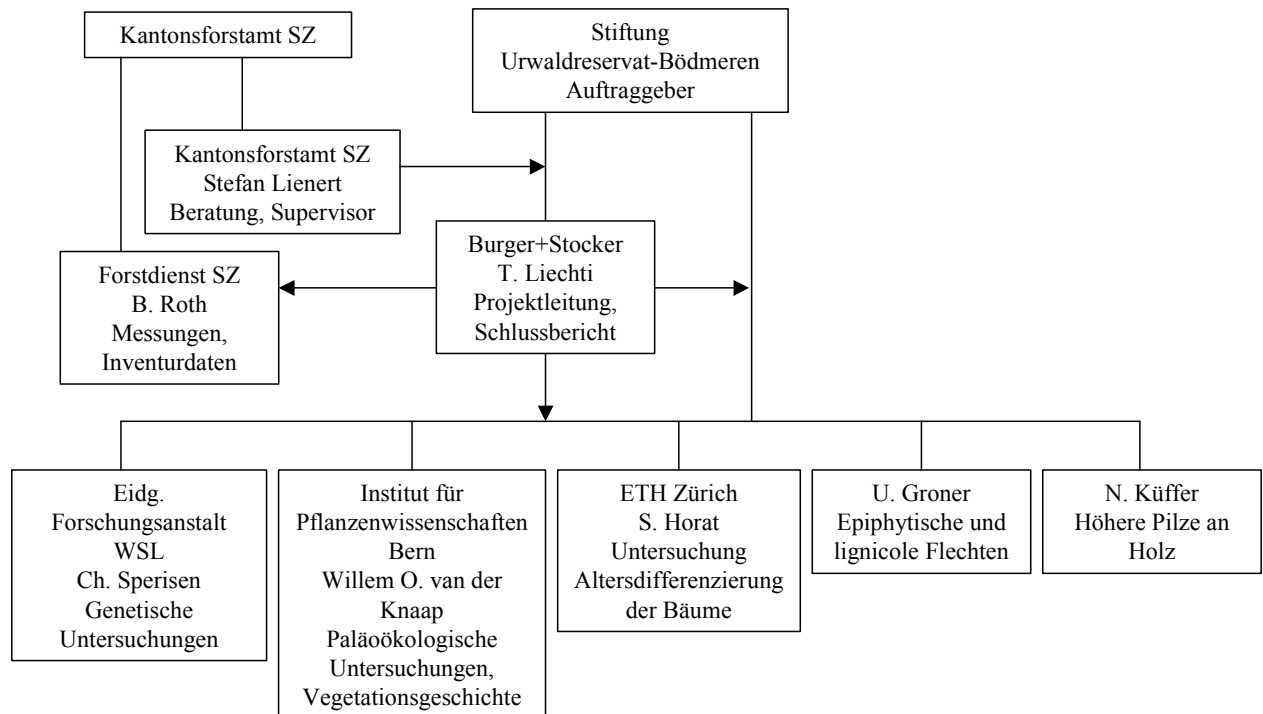 Kantonsforstamt SZ
Stiftung
Urwaldreservat-Bödmeren
Auftraggeber
Kantonsforstamt SZ
Stefan Lienert
Beratung, Supervisor
Burger+Stocker
T. Liechti
Projektleitung,
Schlussbericht
Forstdienst SZ
B. Roth
Messungen,
Inventurdaten
Eidg.
Forschungsanstalt
WSL
Ch. Sperisen
Genetische
Untersuchungen
Institut für
Pflanzenwissenschaften
Bern
Willem O. van der
Knaap
Paläoökologische
Untersuchungen,
Vegetationsgeschichte
ETH Zürich
S. Horat
Untersuchung
Altersdifferenzierung
der Bäume
U. Groner
Epiphytische und
lignicole Flechten
N. Küffer
Höhere Pilze an
Holz